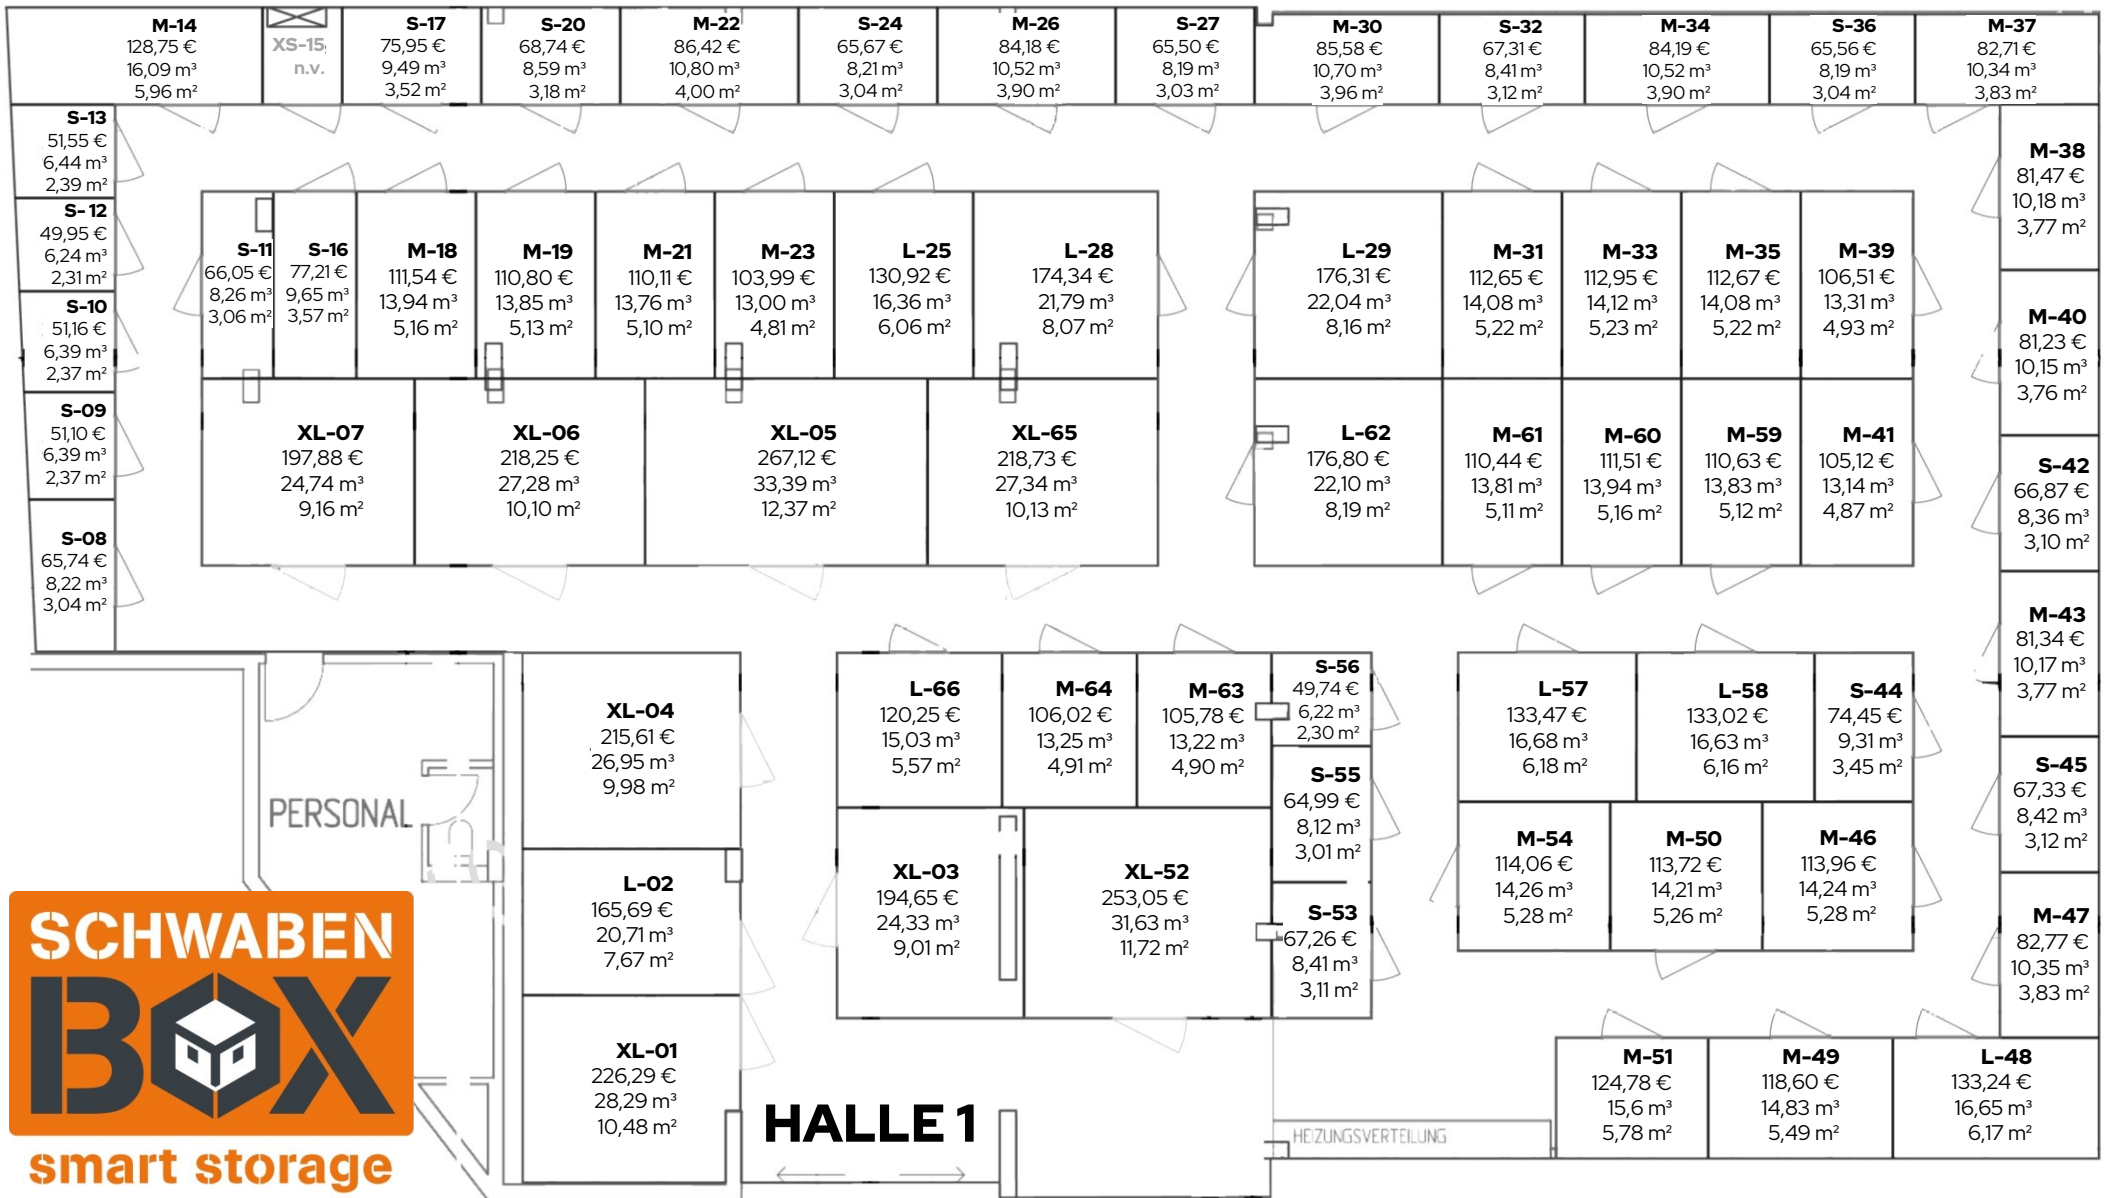 M-14
128,75 €
16,09 m³
5,96 m²
XS-15
n.v.
S-17
75,95 €
9,49 m³
3,52 m²
S-20
68,74 €
8,59 m³
3,18 m²
M-22
86,42 €
10,80 m³
4,00 m²
S-24
65,67 €
8,21 m³
3,04 m²
M-26
84,18 €
10,52 m³
3,90 m²
S-27
65,50 €
8,19 m³
3,03 m²
M-30
85,58 €
10,70 m³
3,96 m²
S-32
67,31 €
8,41 m³
3,12 m²
M-34
84,19 €
10,52 m³
3,90 m²
S-36
65,56 €
8,19 m³
3,04 m²
M-37
82,71 €
10,34 m³
3,83 m²
S-13
51,55 €
6,44 m³
2,39 m²
S- 12
49,95 €
6,24 m³
2,31 m²
S-10
51,16 €
6,39 m³
2,37 m²
S-09
51,10 €
6,39 m³
2,37 m²
S-08
65,74 €
8,22 m³
3,04 m²
S-11
66,05 €
8,26 m³
3,06 m²
S-16
77,21 €
9,65 m³
3,57 m²
M-18
111,54 €
13,94 m³
5,16 m²
M-19
110,80 €
13,85 m³
5,13 m²
M-21
110,11 €
13,76 m³
5,10 m²
M-23
103,99 €
13,00 m³
4,81 m²
L-25
130,92 €
16,36 m³
6,06 m²
L-28
174,34 €
21,79 m³
8,07 m²
L-29
176,31 €
22,04 m³
8,16 m²
M-31
112,65 €
14,08 m³
5,22 m²
M-33
112,95 €
14,12 m³
5,23 m²
M-35
112,67 €
14,08 m³
5,22 m²
M-39
106,51 €
13,31 m³
4,93 m²
M-38
81,47 €
10,18 m³
3,77 m²
M-40
81,23 €
10,15 m³
3,76 m²
XL-07
197,88 €
24,74 m³
9,16 m²
XL-06
218,25 €
27,28 m³
10,10 m²
XL-05
267,12 €
33,39 m³
12,37 m²
XL-65
218,73 €
27,34 m³
10,13 m²
L-62
176,80 €
22,10 m³
8,19 m²
M-61
110,44 €
13,81 m³
5,11 m²
M-60
111,51 €
13,94 m³
5,16 m²
M-59
110,63 €
13,83 m³
5,12 m²
M-41
105,12 €
13,14 m³
4,87 m²
S-42
66,87 €
8,36 m³
3,10 m²
M-43
81,34 €
10,17 m³
3,77 m²
XL-04
215,61 €
26,95 m³
9,98 m²
L-66
120,25 €
15,03 m³
5,57 m²
M-64
106,02 €
13,25 m³
4,91 m²
M-63
105,78 €
13,22 m³
4,90 m²
S-56
49,74 €
6,22 m³
2,30 m²
S-55
64,99 €
8,12 m³
3,01 m²
L-57
133,47 €
16,68 m³
6,18 m²
L-58
133,02 €
16,63 m³
6,16 m²
S-44
74,45 €
9,31 m³
3,45 m²
S-45
67,33 €
8,42 m³
3,12 m²
PERSONAL
L-02
165,69 €
20,71 m³
7,67 m²
XL-03
194,65 €
24,33 m³
9,01 m²
XL-52
253,05 €
31,63 m³
11,72 m²
S-53
67,26 €
8,41 m³
3,11 m²
M-54
114,06 €
14,26 m³
5,28 m²
M-50
113,72 €
14,21 m³
5,26 m²
M-46
113,96 €
14,24 m³
5,28 m²
M-47
82,77 €
10,35 m³
3,83 m²
SCHWABEN
BOX
smart storage
XL-01
226,29 €
28,29 m³
10,48 m²
HALLE 1
HEIZUNGSVERTEILUNG
M-51
124,78 €
15,6 m³
5,78 m²
M-49
118,60 €
14,83 m³
5,49 m²
L-48
133,24 €
16,65 m³
6,17 m²